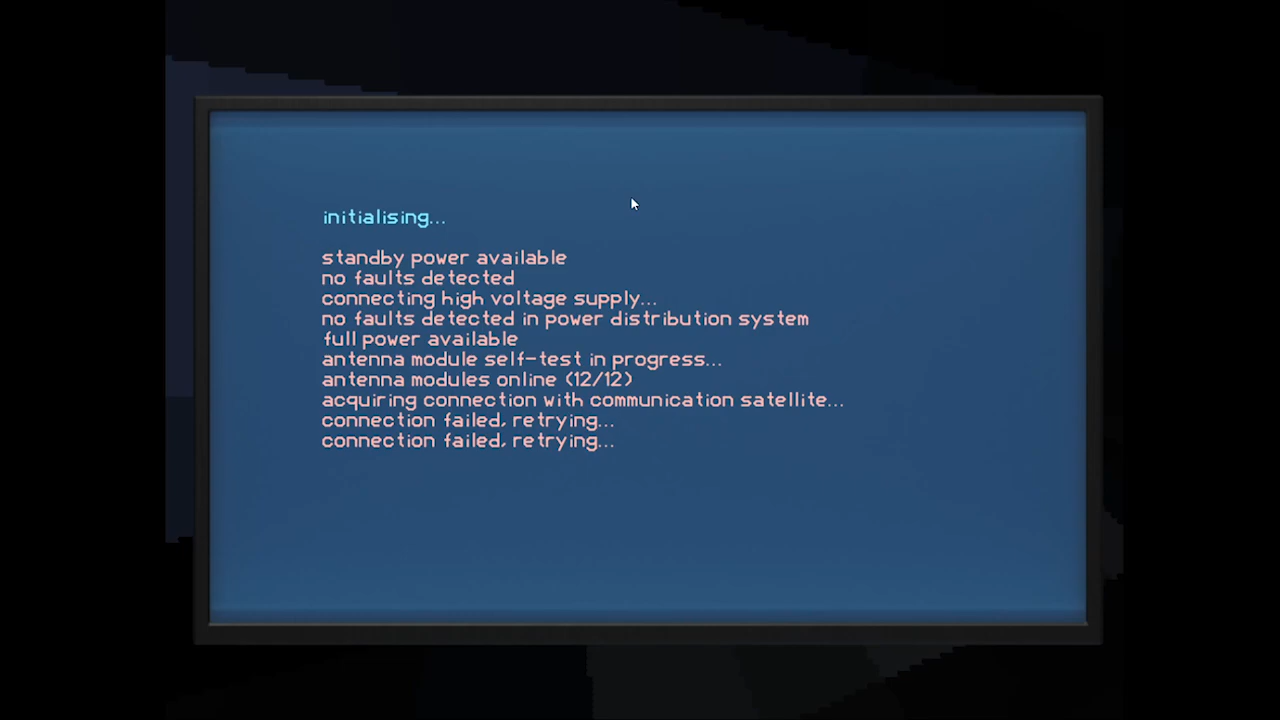 initialising...
standby power available
no faults detected
connecting high voltage supply...
no faults detected in power distribution system
full power available
antenna module self-test in progress...
antenna modules online (12/12)
acquiring connection with communication satellite...
connection failed, retrying...
connection failed, retrying...